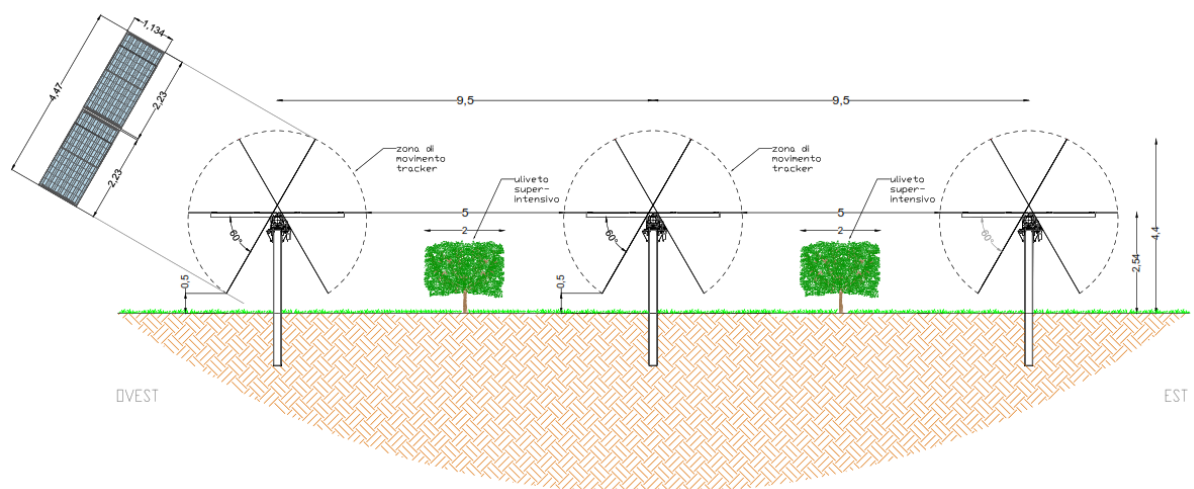 1,134
4,47
2,23
2,23
9,5
9,5
zona di
movimento
tracker
zona di
movimento
tracker
uliveto
super-
intensivo
uliveto
super-
intensivo
5
5
2
2
60°
60°
60°
0,5
0,5
2,54
4,4
OVEST
EST